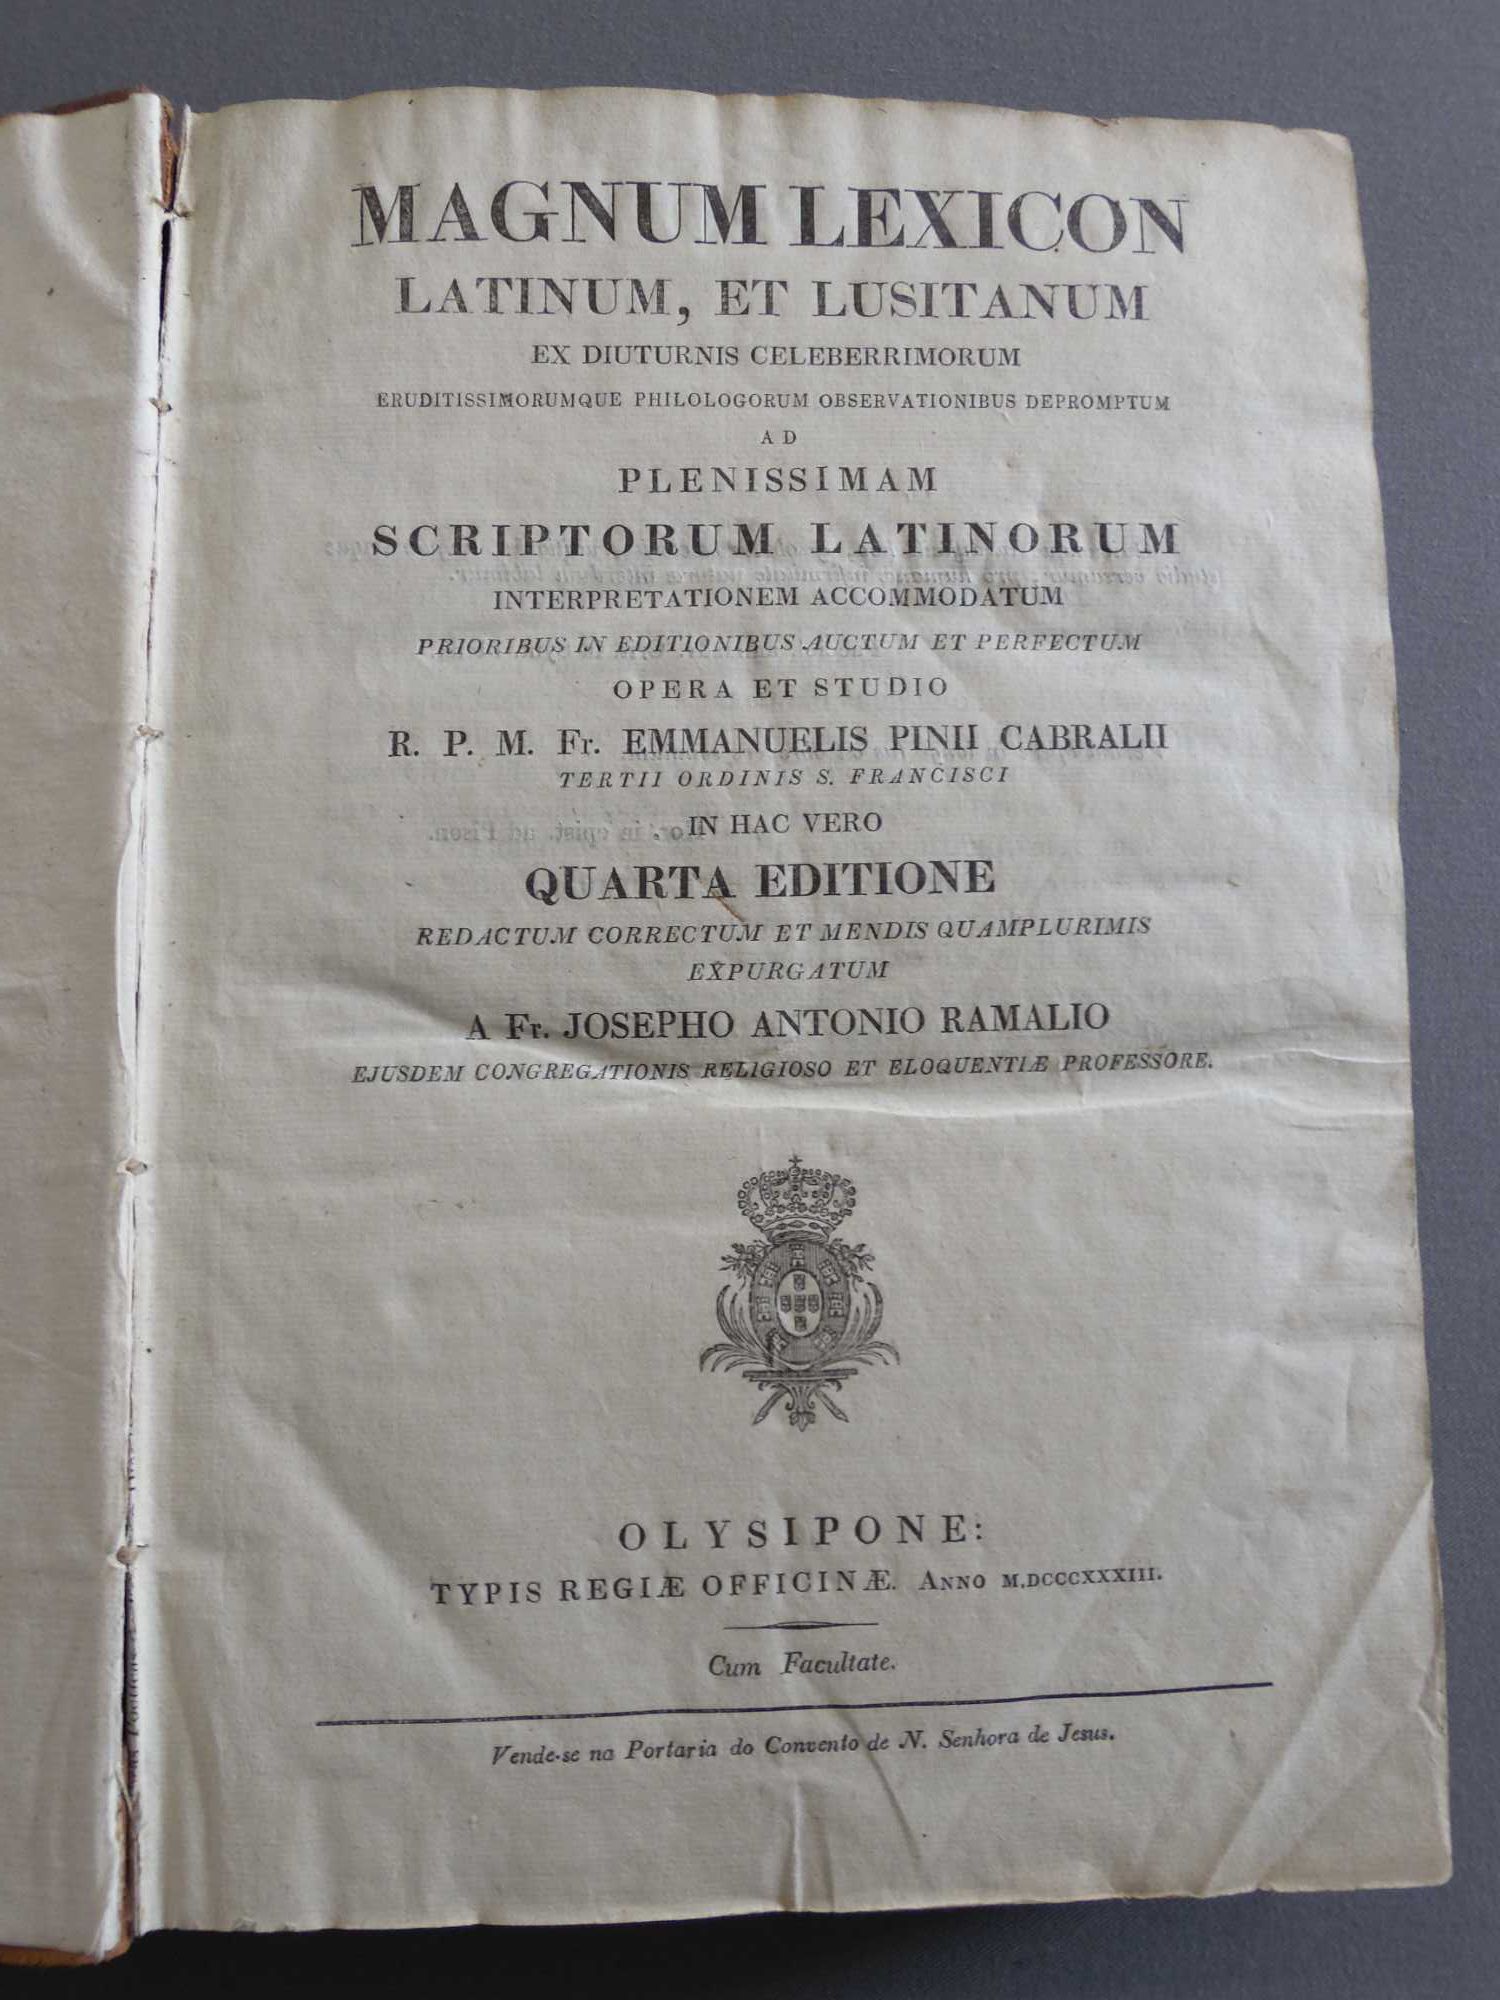 MAGNUM LEXICON
LATINUM, ET LUSITANUM
EX DIUTURNIS CELEBERRIMORUM
ERUDITISSIMORUMQUE PHILOLOGORUM OBSERVATIONIBUS DEPROMPTUM
AD
PLENISSIMAM
SCRIPTORUM LATINORUM
INTERPRETATIONEM ACCOMMODATUM
PRIORIBUS IN EDITIONIBUS AUCTUM ET PERFECTUM
OPERA ET STUDIO
R. P. M. Fr. EMMANUELIS PINII CABRALII
TERTII ORDINIS S. FRANCISCI
IN HAC VERO
QUARTA EDITIONE
REDACTUM CORRECTUM ET MENDIS QUAMPLURIMIS
EXPURGATUM
A Fr. JOSEPHO ANTONIO RAMALIO
EJUSDEM CONGREGATIONIS RELIGIOSO ET ELOQUENTIÆ PROFESSORE.
OLYSIPONE:
TYPIS REGIÆ OFFICINÆ. ANNO M.DCCCXXXIII.
Cum Facultate.
Vende-se na Portaria do Convento de N. Senhora de Jesus.